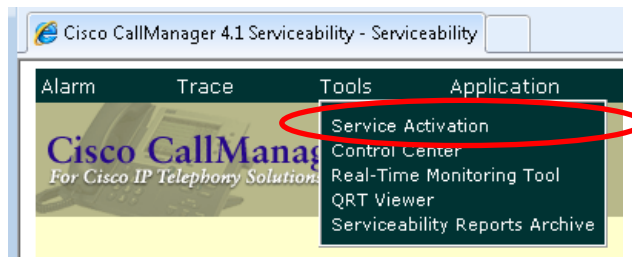 Cisco CallManager 4.1 Serviceability - Serviceability
Alarm Trace Tools Application
Service Activation
Control Center
Real-Time Monitoring Tool
QRT Viewer
Serviceability Reports Archive
Cisco CallManag
For Cisco IP Telephony Solutions